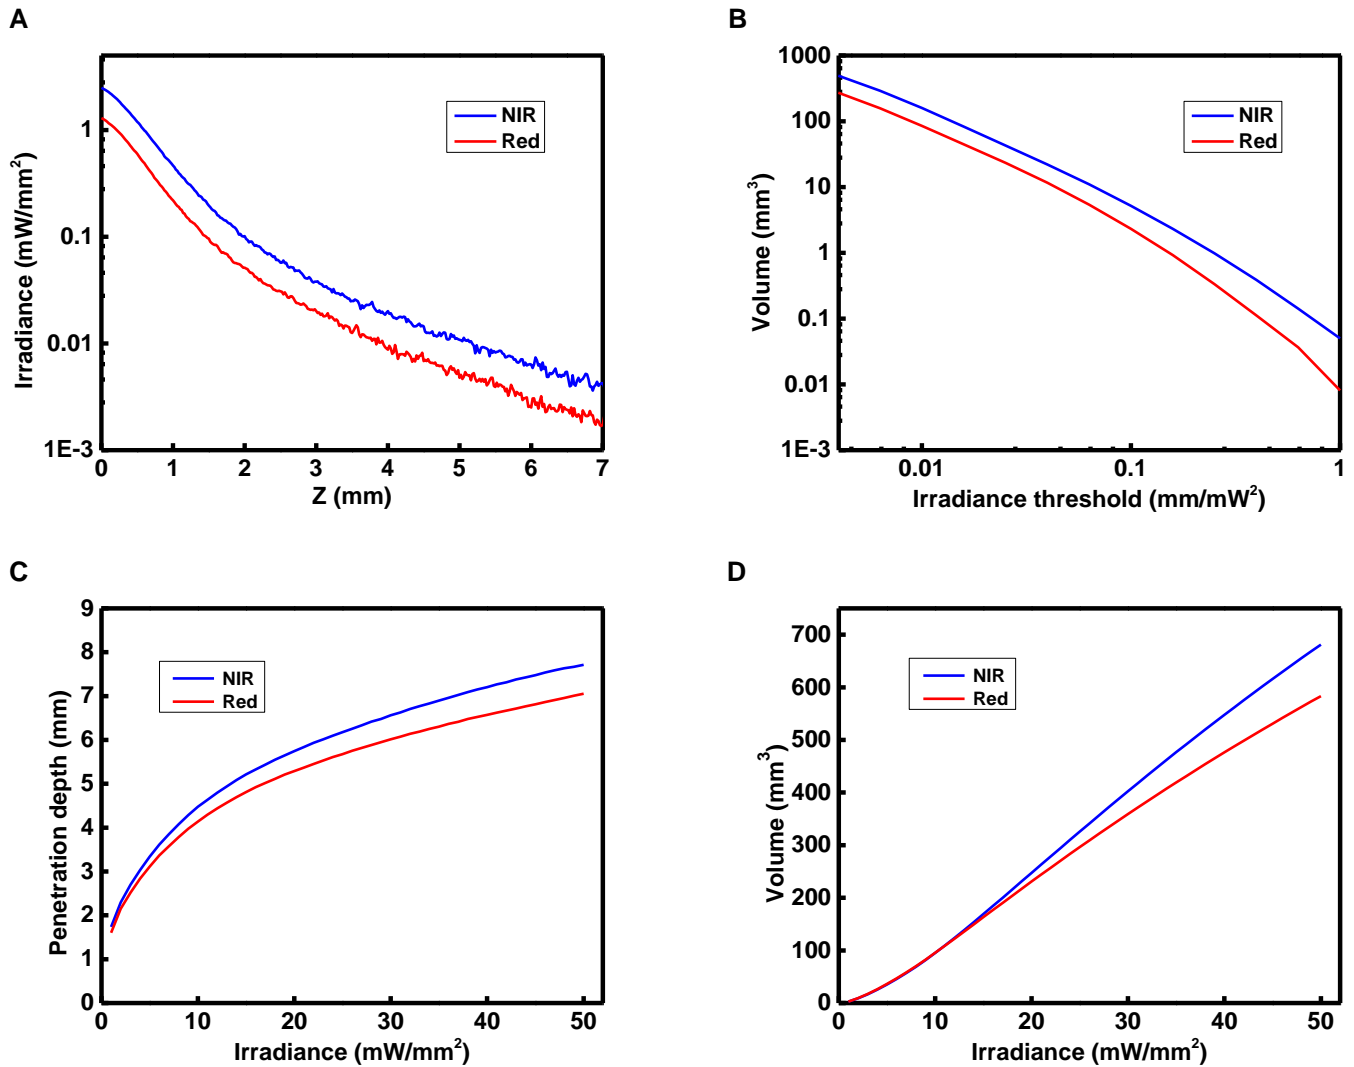 A
Irradiance (mW/mm²)
1
0.1
0.01
1E-3
0 1 2 3 4 5 6 7
Z (mm)
NIR
Red
B
Volume (mm³)
1000
100
10
1
0.1
0.01
1E-3
0.01 0.1 1
Irradiance threshold (mm/mW²)
NIR
Red
C
Penetration depth (mm)
9
8
7
6
5
4
3
2
1
0
0 10 20 30 40 50
Irradiance (mW/mm²)
NIR
Red
D
Volume (mm³)
700
600
500
400
300
200
100
0
0 10 20 30 40 50
Irradiance (mW/mm²)
NIR
Red